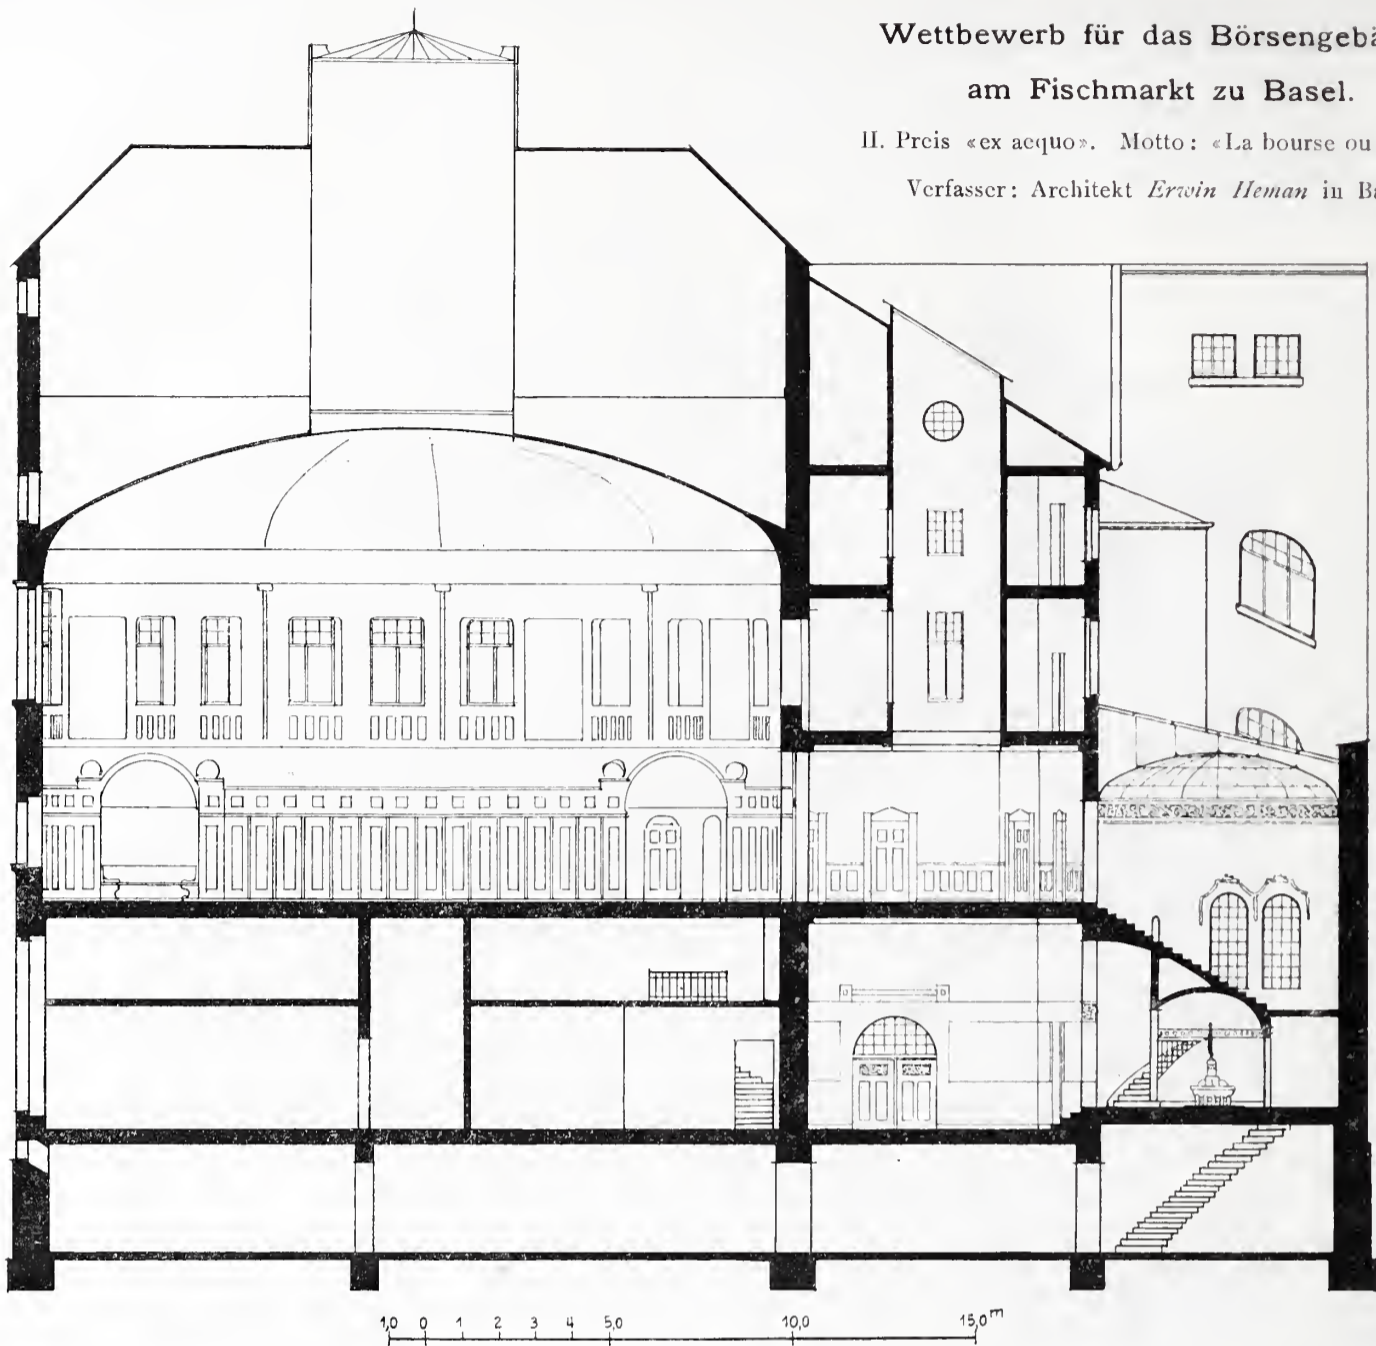 Wettbewerb für das Börsengebä
am Fischmarkt zu Basel.
II. Preis «ex aequo». Motto: «La bourse ou
Verfasser: Architekt Erwin Heman in Ba
1,0 0 1 2 3 4 5,0 10,0 15,0 m